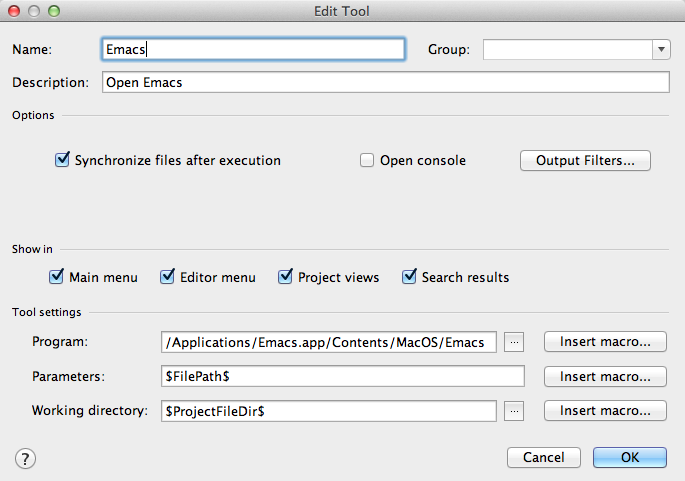 Edit Tool
Name: Emacs Group:
Description: Open Emacs
Options
Synchronize files after execution Open console Output Filters...
Show in
Main menu Editor menu Project views Search results
Tool settings
Program: /Applications/Emacs.app/Contents/MacOS/Emacs ... Insert macro...
Parameters: $FilePath$ Insert macro...
Working directory: $ProjectFileDir$ ... Insert macro...
? Cancel OK